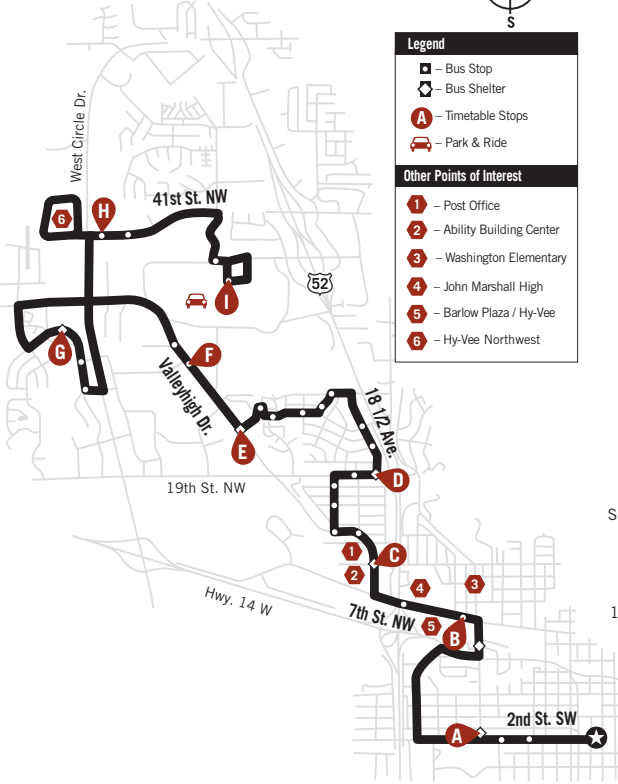 S
Legend
– Bus Stop
– Bus Shelter
A – Timetable Stops
– Park & Ride
Other Points of Interest
1 – Post Office
2 – Ability Building Center
3 – Washington Elementary
4 – John Marshall High
5 – Barlow Plaza / Hy-Vee
6 – Hy-Vee Northwest
West Circle Dr.
6
H
41st St. NW
I
52
G
F
Valleyhigh Dr.
E
18 1/2 Ave.
19th St. NW
D
S
1
C
2
4
3
Hwy. 14 W
7th St. NW
5
B
1
2nd St. SW
A